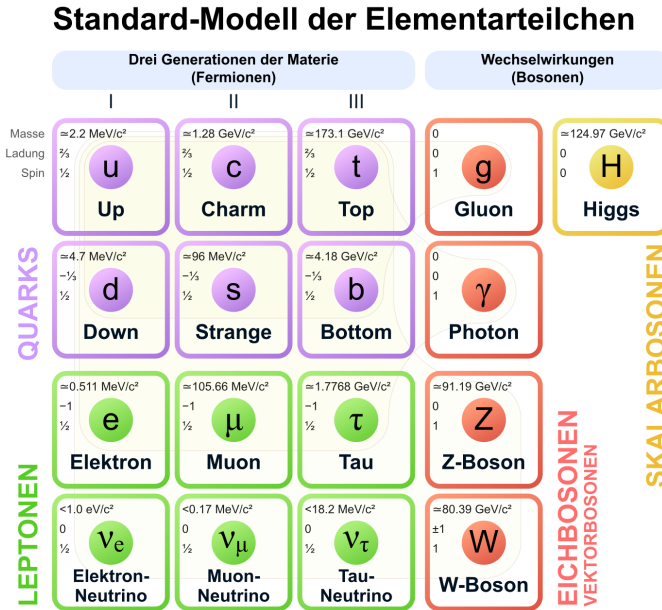 Standard-Modell der Elementarteilchen
Drei Generationen der Materie
(Fermionen)
Wechselwirkungen
(Bosonen)
I II III
Masse
Ladung
Spin
≃2.2 MeV/c²
⅔
½
u
Up
≃1.28 GeV/c²
⅔
½
c
Charm
≃173.1 GeV/c²
⅔
½
t
Top
0
0
1
g
Gluon
≃124.97 GeV/c²
0
0
H
Higgs
QUARKS
≃4.7 MeV/c²
−⅓
½
d
Down
≃96 MeV/c²
−⅓
½
s
Strange
≃4.18 GeV/c²
−⅓
½
b
Bottom
0
0
1
γ
Photon
SKALARBOSONEN
LEPTONEN
≃0.511 MeV/c²
−1
½
e
Elektron
≃105.66 MeV/c²
−1
½
μ
Muon
≃1.7768 GeV/c²
−1
½
τ
Tau
≃91.19 GeV/c²
0
1
Z
Z-Boson
EICHBOSONEN
VEKTORBOSONEN
<1.0 eV/c²
0
½
νe
Elektron-
Neutrino
<0.17 MeV/c²
0
½
νμ
Muon-
Neutrino
<18.2 MeV/c²
0
½
ντ
Tau-
Neutrino
≃80.39 GeV/c²
±1
1
W
W-Boson